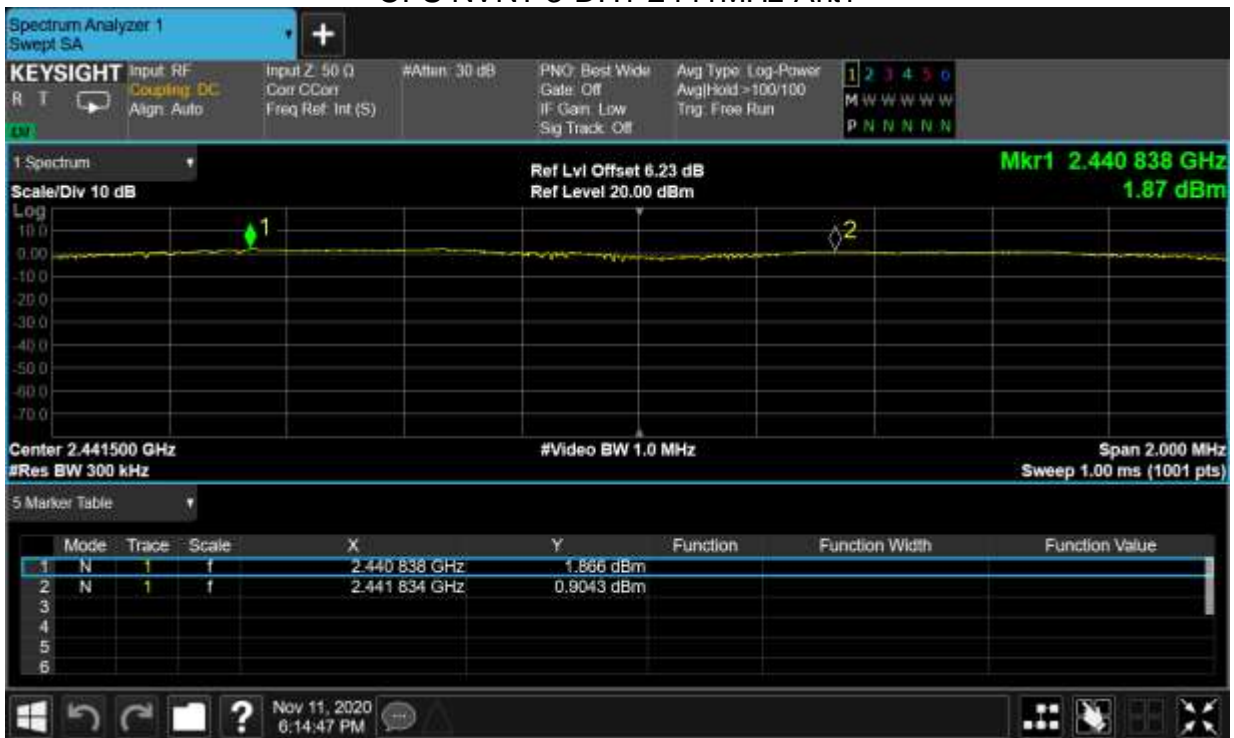 Spectrum Analyzer 1
Swept SA
+
KEYSIGHT Input: RF Input Z: 50 Ω #Atten: 30 dB PNO: Best Wide Avg Type: Log-Power 1 2 3 4 5 6
R T Coupling: DC Corr CCorr Gate: Off Avg|Hold:>100/100 M W W W W W
Align: Auto Freq Ref: Int (S) IF Gain: Low Trig: Free Run
Sig Track: Off P N N N N N
1 Spectrum Ref Lvl Offset 6.23 dB Mkr1 2.440 838 GHz
Scale/Div 10 dB Ref Level 20.00 dBm 1.87 dBm
Log
10.0 1 2
0.00
-10.0
-20.0
-30.0
-40.0
-50.0
-60.0
-70.0
Center 2.441500 GHz #Video BW 1.0 MHz Span 2.000 MHz
#Res BW 300 kHz Sweep 1.00 ms (1001 pts)
5 Marker Table
Mode Trace Scale X Y Function Function Width Function Value
1 N 1 f 2.440 838 GHz 1.866 dBm
2 N 1 f 2.441 834 GHz 0.9043 dBm
3
4
5
6
? Nov 11, 2020
6:14:47 PM